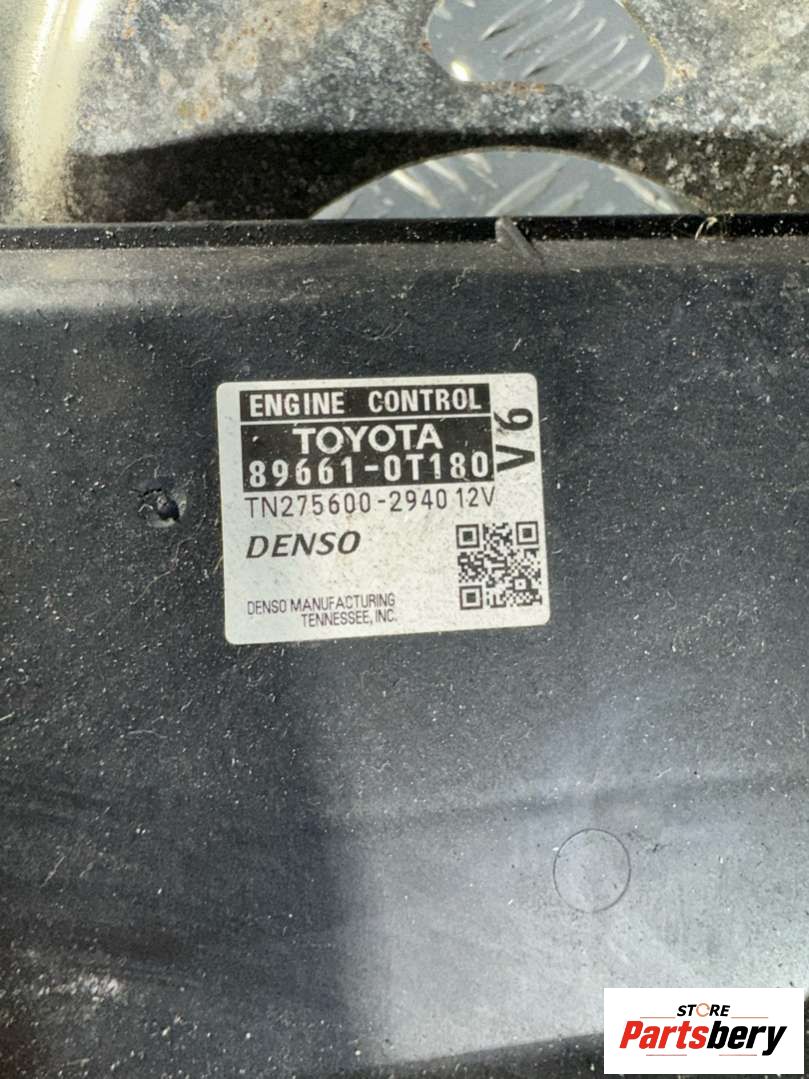 ENGINE CONTROL
TOYOTA
89661-0T180
V6
TN275600-2940 12V
DENSO
DENSO MANUFACTURING
TENNESSEE, INC.
STORE
Partsbery